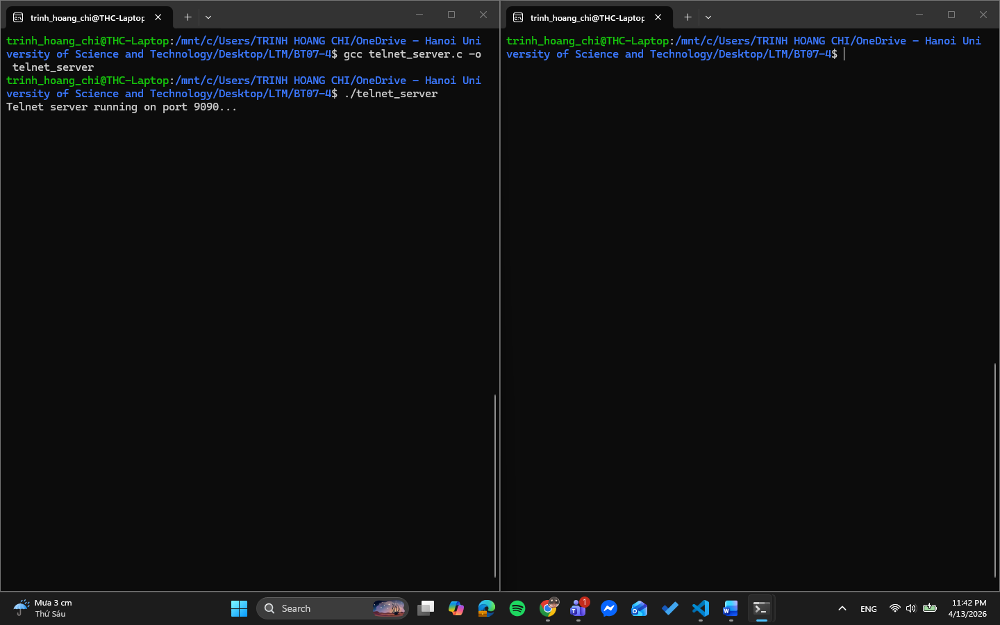 trinh_hoang_chi@THC-Laptop
trinh_hoang_chi@THC-Laptop:/mnt/c/Users/TRINH HOANG CHI/OneDrive - Hanoi Uni
versity of Science and Technology/Desktop/LTM/BT07-4$ gcc telnet_server.c -o
telnet_server
trinh_hoang_chi@THC-Laptop:/mnt/c/Users/TRINH HOANG CHI/OneDrive - Hanoi Uni
versity of Science and Technology/Desktop/LTM/BT07-4$ ./telnet_server
Telnet server running on port 9090...
trinh_hoang_chi@THC-Laptop
trinh_hoang_chi@THC-Laptop:/mnt/c/Users/TRINH HOANG CHI/OneDrive - Hanoi Uni
versity of Science and Technology/Desktop/LTM/BT07-4$
Mưa 3 cm
Thứ Sáu
Search
1
ENG
11:42 PM
4/13/2026